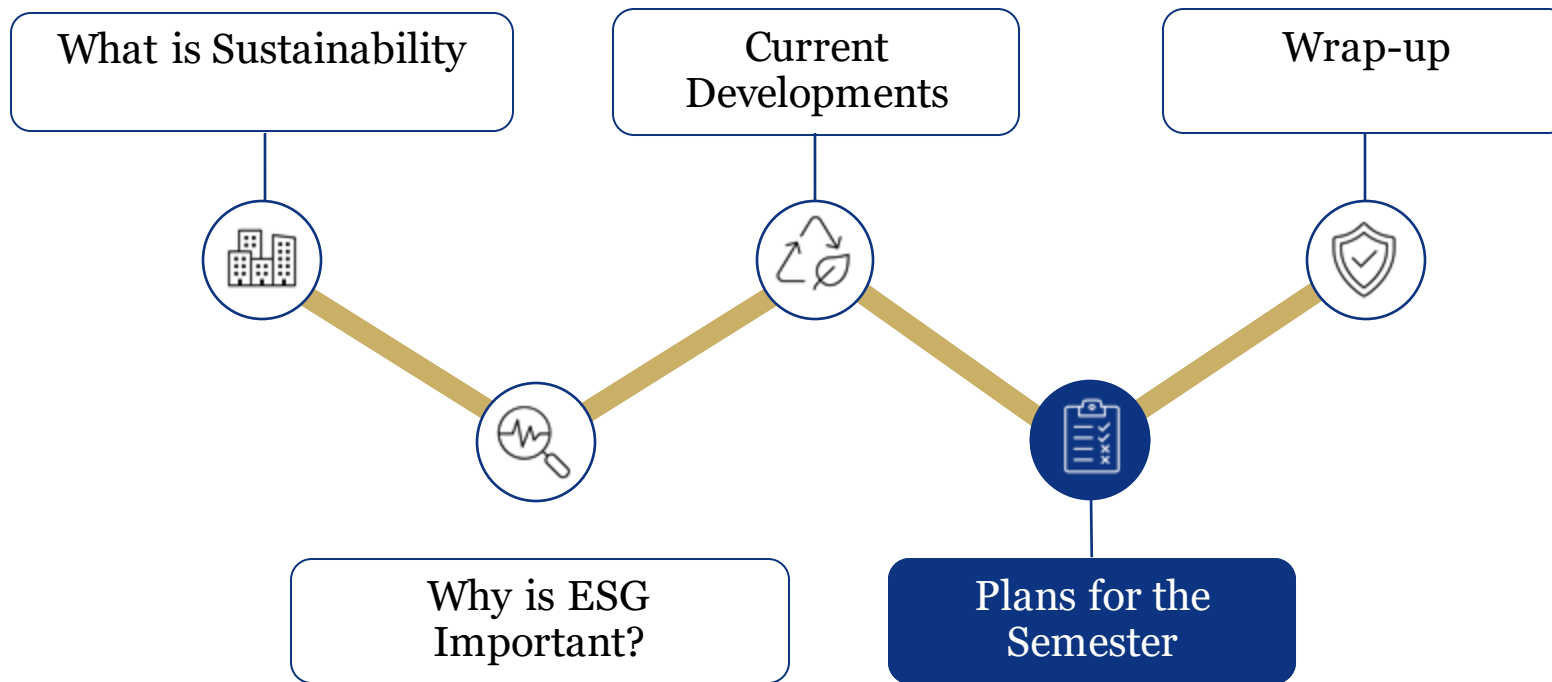 What is Sustainability
Why is ESG
Important?
Current
Developments
Plans for the
Semester
Wrap-up